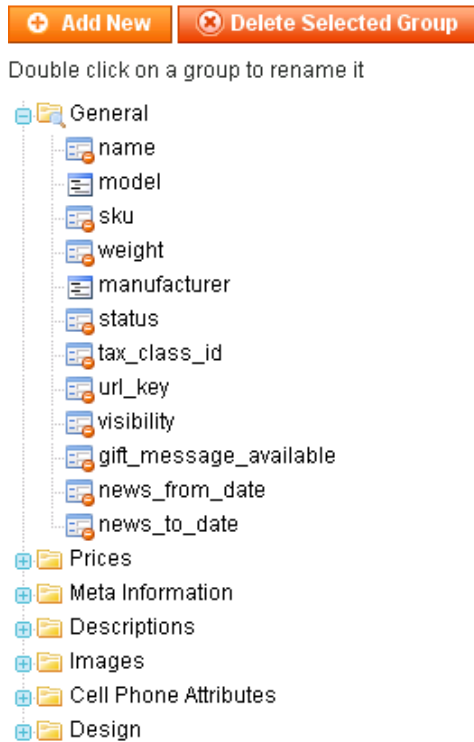 Add New Delete Selected Group
Double click on a group to rename it
General
name
model
sku
weight
manufacturer
status
tax_class_id
url_key
visibility
gift_message_available
news_from_date
news_to_date
Prices
Meta Information
Descriptions
Images
Cell Phone Attributes
Design